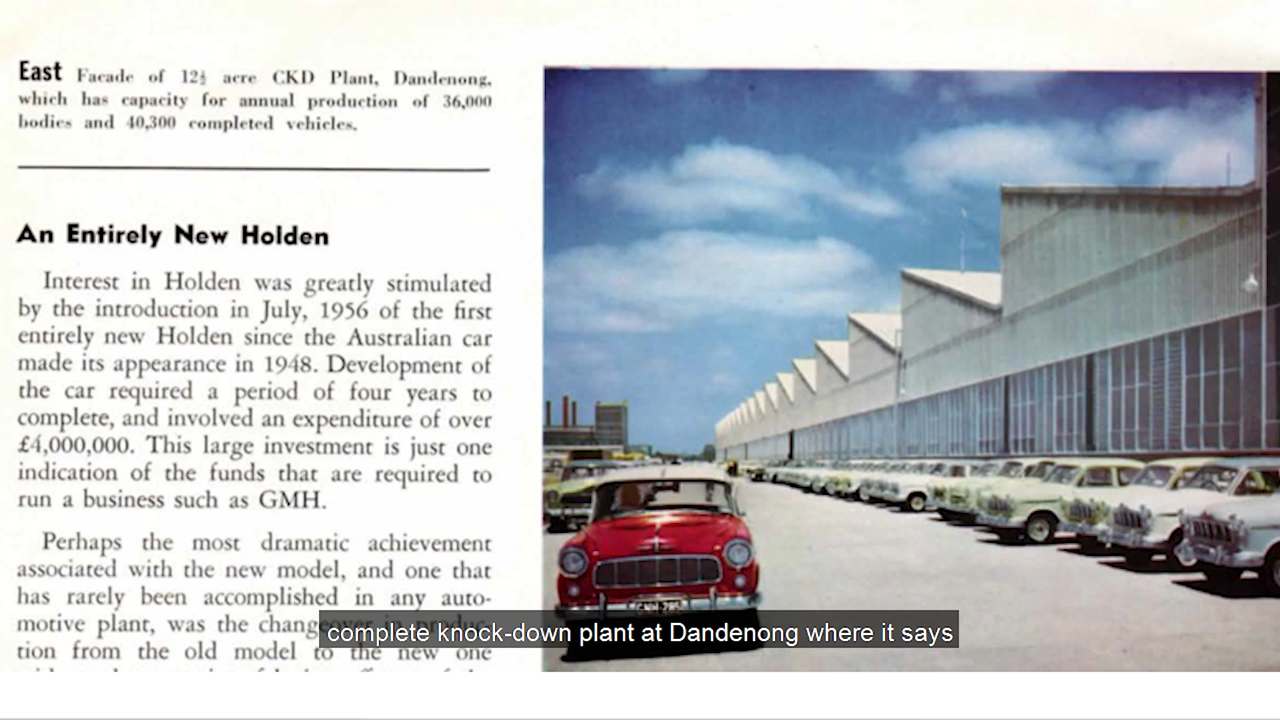 East Facade of 12½ acre CKD Plant, Dandenong,
which has capacity for annual production of 36,000
bodies and 40,300 completed vehicles.
An Entirely New Holden
Interest in Holden was greatly stimulated
by the introduction in July, 1956 of the first
entirely new Holden since the Australian car
made its appearance in 1948. Development of
the car required a period of four years to
complete, and involved an expenditure of over
£4,000,000. This large investment is just one
indication of the funds that are required to
run a business such as GMH.
Perhaps the most dramatic achievement
associated with the new model, and one that
has rarely been accomplished in any auto-
motive plant, was the changeover in produc-
tion from the old model to the new one
complete knock-down plant at Dandenong where it says